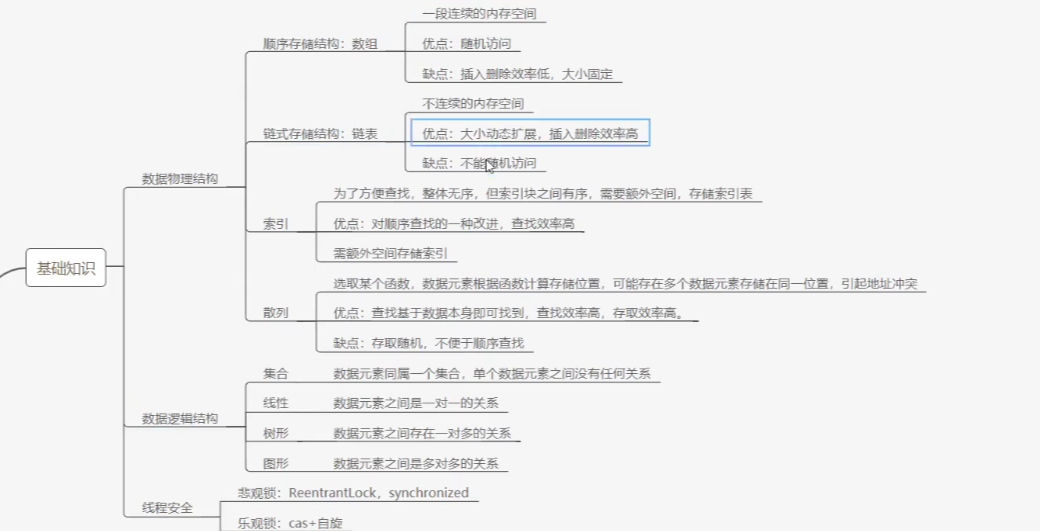 基础知识
数据物理结构
顺序存储结构：数组
一段连续的内存空间
优点：随机访问
缺点：插入删除效率低，大小固定
链式存储结构：链表
不连续的内存空间
优点：大小动态扩展，插入删除效率高
缺点：不能随机访问
索引
为了方便查找，整体无序，但索引块之间有序，需要额外空间，存储索引表
优点：对顺序查找的一种改进，查找效率高
需额外空间存储索引
散列
选取某个函数，数据元素根据函数计算存储位置，可能存在多个数据元素存储在同一位置，引起地址冲突
优点：查找基于数据本身即可找到，查找效率高，存取效率高。
缺点：存取随机，不便于顺序查找
数据逻辑结构
集合
数据元素同属一个集合，单个数据元素之间没有任何关系
线性
数据元素之间是一对一的关系
树形
数据元素之间存在一对多的关系
图形
数据元素之间是多对多的关系
线程安全
悲观锁：ReentrantLock，synchronized
乐观锁：cas+自旋